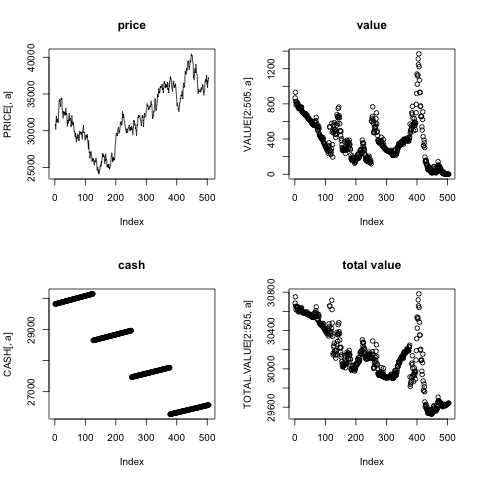 price
PRICE[, a]
25000 30000 35000 40000
0 100 200 300 400 500
Index
value
VALUE[2:505, a]
0 400 800 1200
0 100 200 300 400 500
Index
cash
CASH[, a]
27000 29000
0 100 200 300 400 500
Index
total value
TOTAL.VALUE[2:505, a]
29600 30000 30400 30800
0 100 200 300 400 500
Index